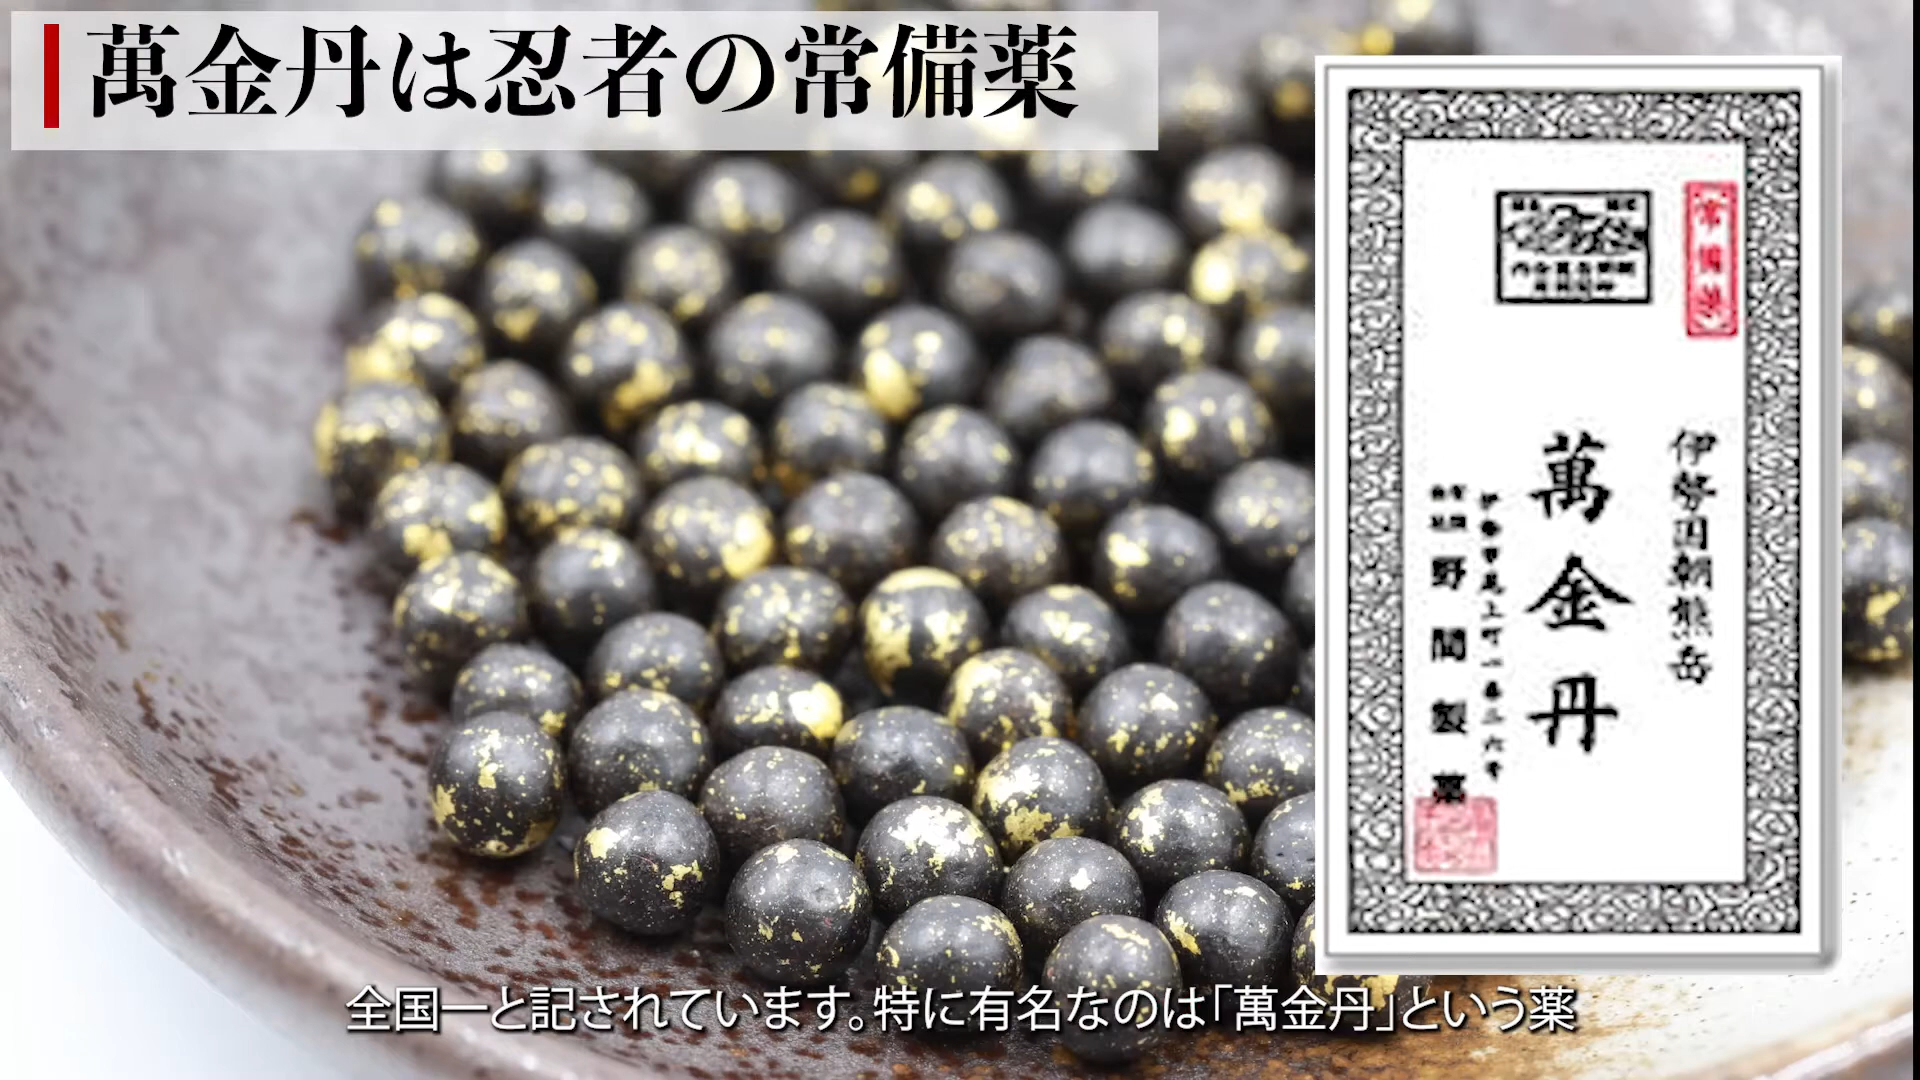 萬金丹は忍者の常備薬
常備薬
伊勢国朝熊岳
萬金丹
野間製薬
全国一と記されています。特に有名なのは「萬金丹」という薬